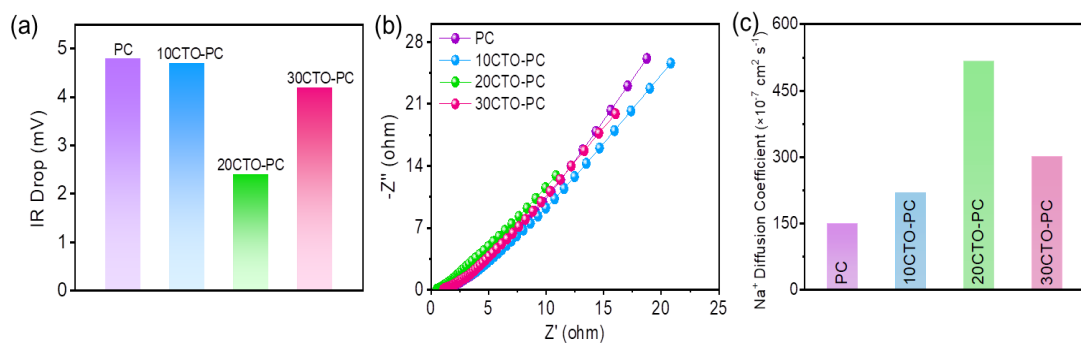 (a)
IR Drop (mV)
5
4
3
2
1
0
PC
10CTO-PC
20CTO-PC
30CTO-PC
(b)
-Z'' (ohm)
28
21
14
7
0
PC
10CTO-PC
20CTO-PC
30CTO-PC
0 5 10 15 20 25
Z' (ohm)
(c)
Na+ Diffusion Coefficient (×10-7 cm2 s-1)
600
450
300
150
0
PC
10CTO-PC
20CTO-PC
30CTO-PC